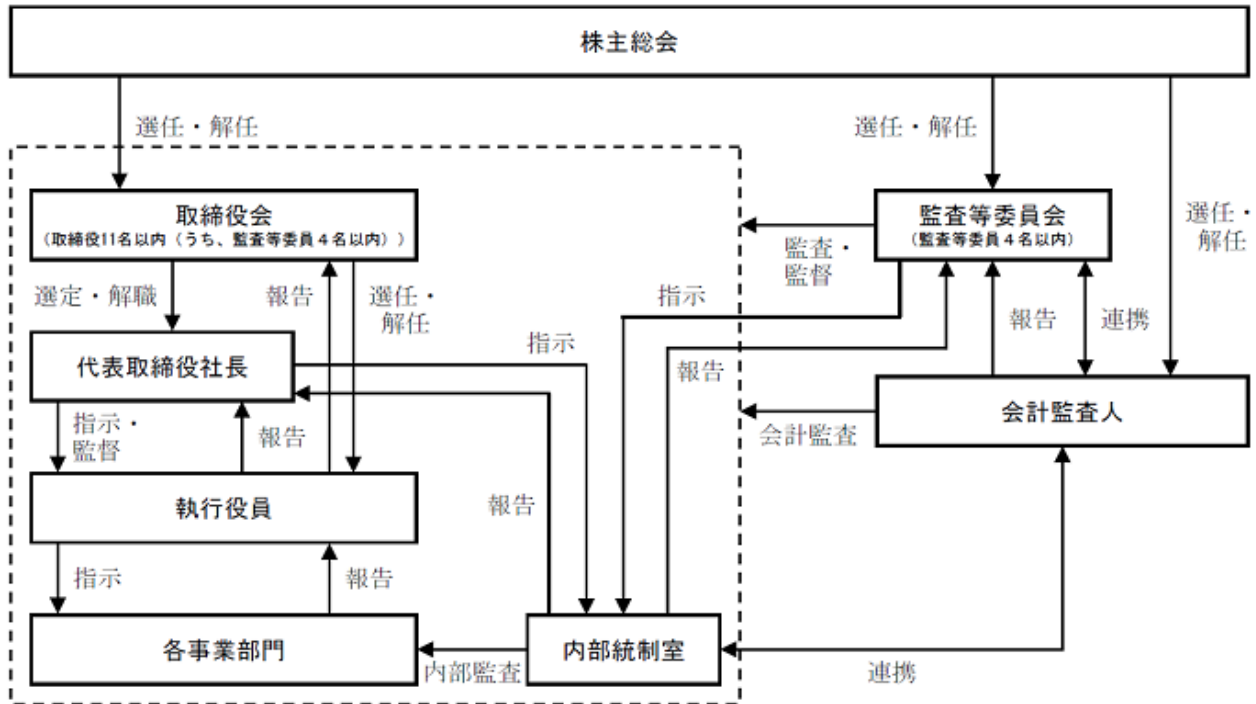 株主総会
選任・解任
選任・解任
選任・
解任
取締役会
(取締役11名以内(うち、監査等委員4名以内))
監査等委員会
(監査等委員4名以内)
監査・
監督
選定・解職
報告
選任・
解任
指示
報告
連携
代表取締役社長
指示
報告
会計監査人
指示・
監督
報告
会計監査
執行役員
報告
指示
報告
各事業部門
内部監査
内部統制室
連携